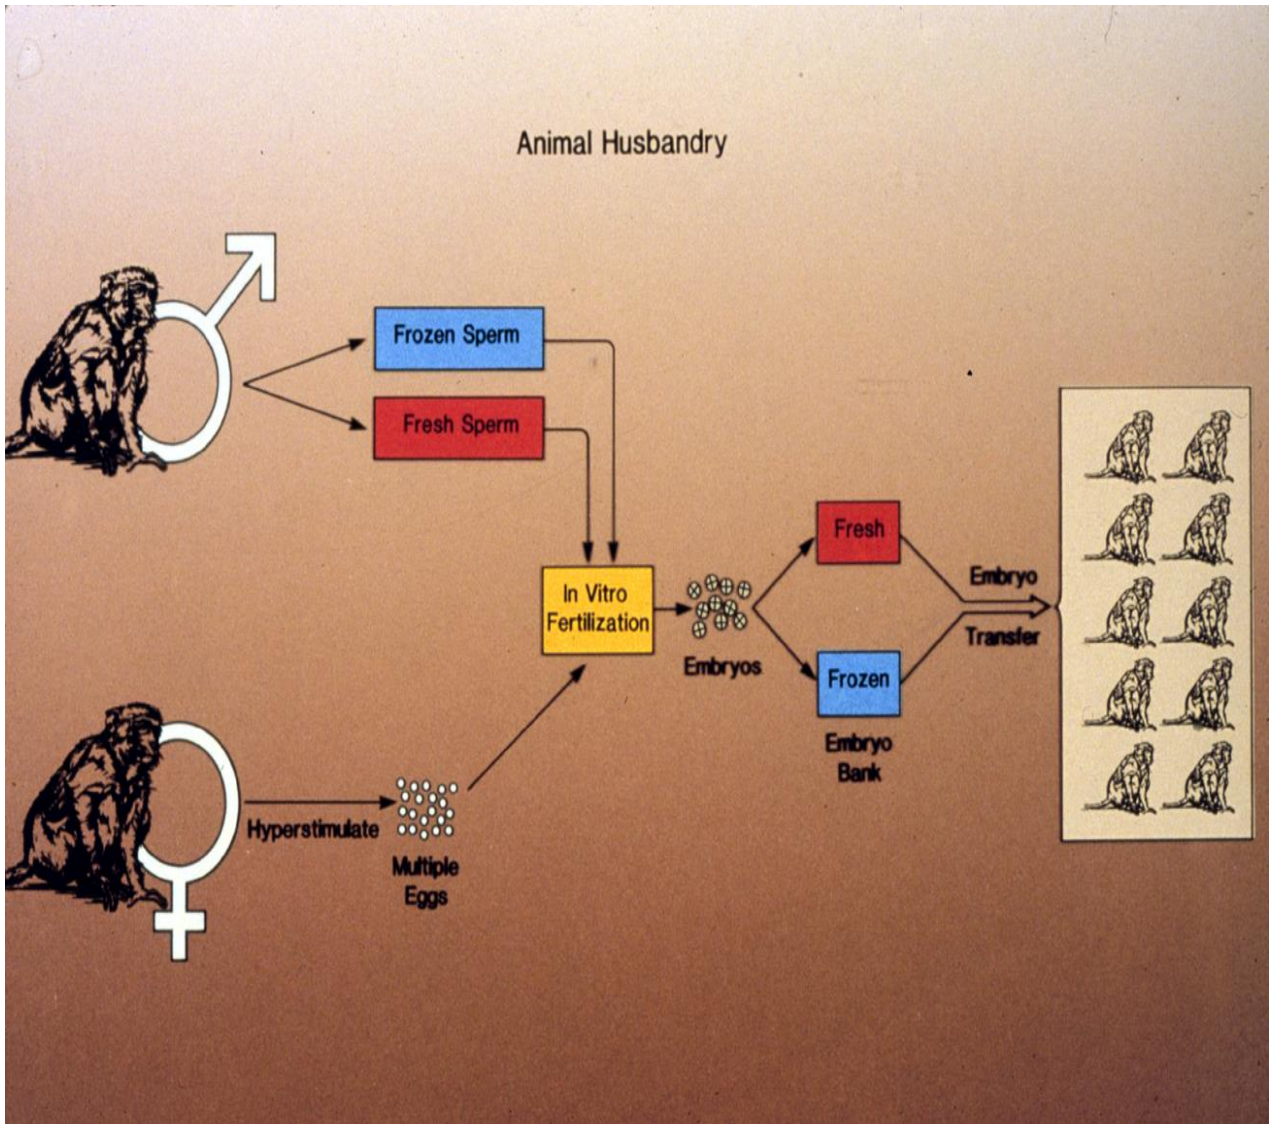 Animal Husbandry
Frozen Sperm
Fresh Sperm
In Vitro
Fertilization
Embryos
Fresh
Frozen
Embryo
Bank
Embryo
Transfer
Hyperstimulate
Multiple
Eggs